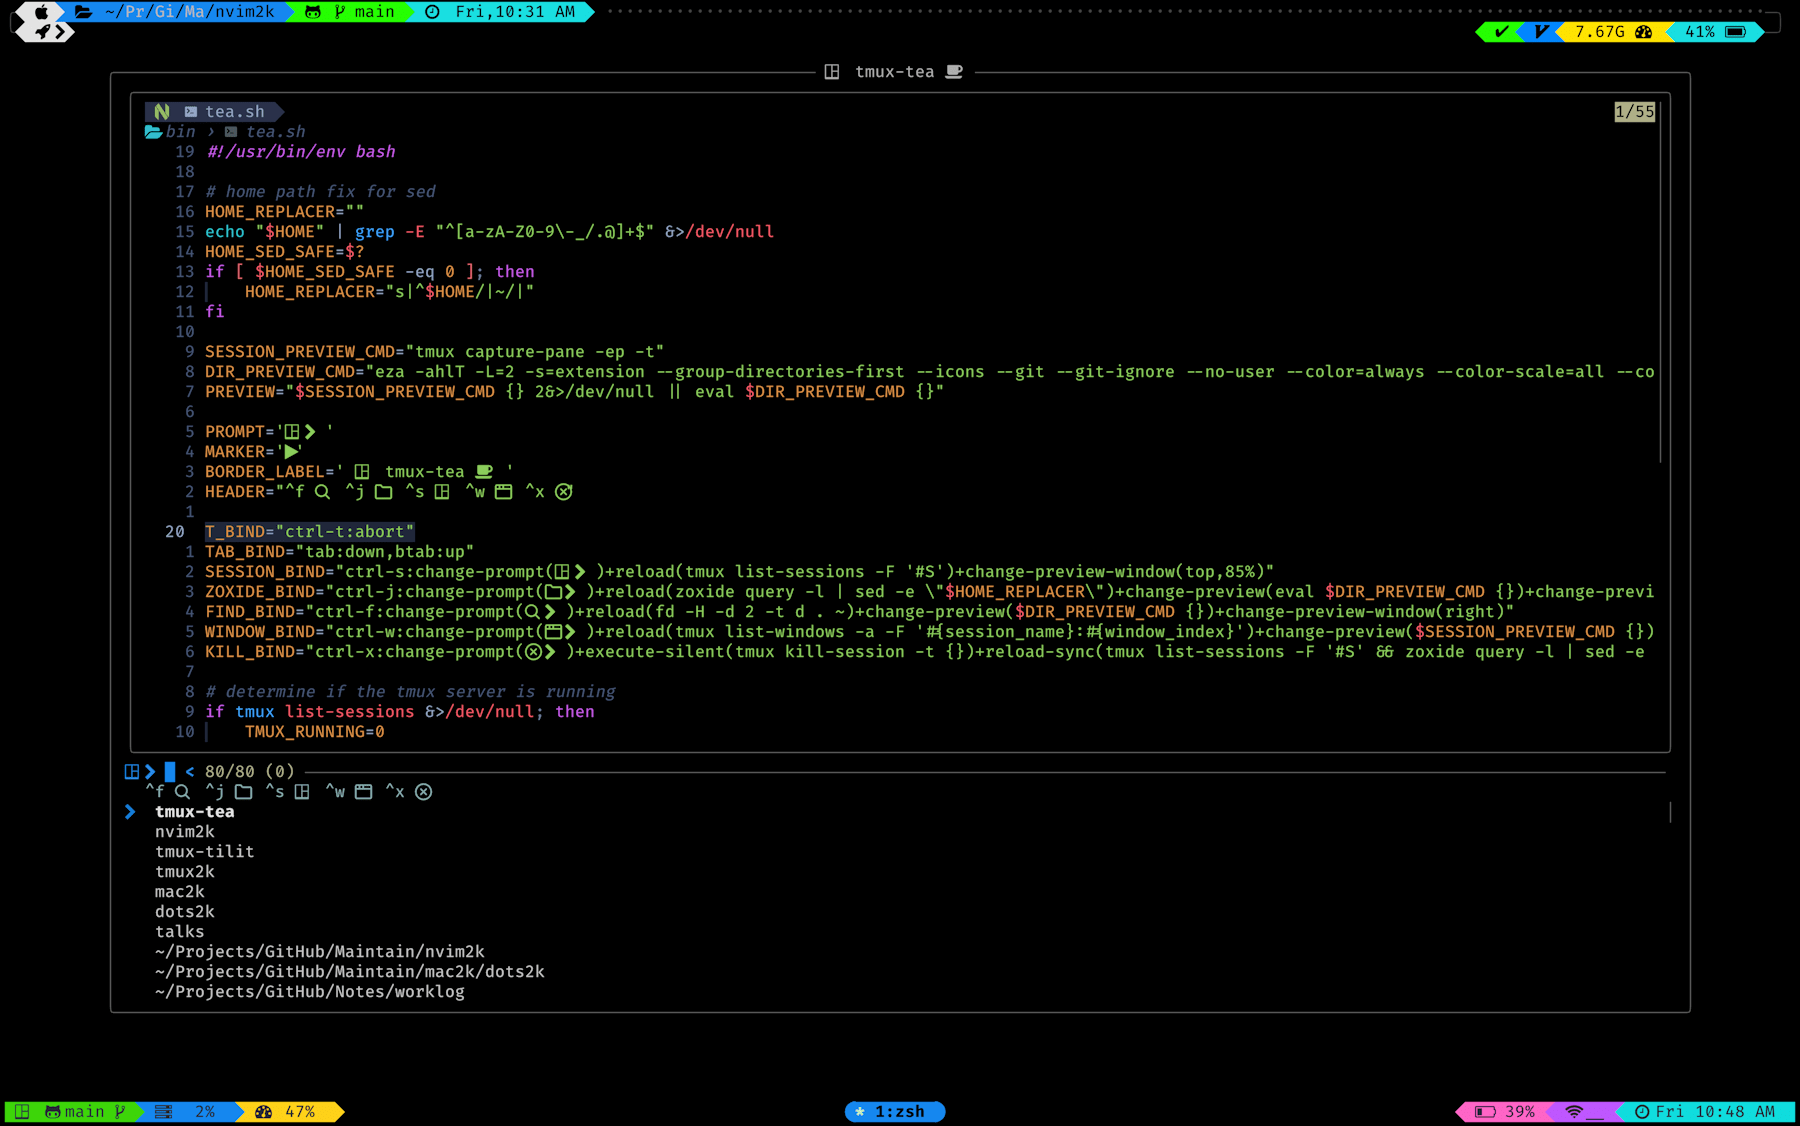 ~/Pr/Gi/Ma/nvim2k main Fri,10:31 AM
✔ V 7.67G 41%
tmux-tea
N tea.sh 1/55
bin › tea.sh
19 #!/usr/bin/env bash
18
17 # home path fix for sed
16 HOME_REPLACER=""
15 echo "$HOME" | grep -E "^[a-zA-Z0-9\-_/.@]+$" &>/dev/null
14 HOME_SED_SAFE=$?
13 if [ $HOME_SED_SAFE -eq 0 ]; then
12 HOME_REPLACER="s|^$HOME/|~/|"
11 fi
10
9 SESSION_PREVIEW_CMD="tmux capture-pane -ep -t"
8 DIR_PREVIEW_CMD="eza -ahlT -L=2 -s=extension --group-directories-first --icons --git --git-ignore --no-user --color=always --color-scale=all --co
7 PREVIEW="$SESSION_PREVIEW_CMD {} 2&>/dev/null || eval $DIR_PREVIEW_CMD {}"
6
5 PROMPT='❯ '
4 MARKER='▶'
3 BORDER_LABEL=' tmux-tea '
2 HEADER="^f ^j ^s ^w ^x
1
20 T_BIND="ctrl-t:abort"
1 TAB_BIND="tab:down,btab:up"
2 SESSION_BIND="ctrl-s:change-prompt(❯ )+reload(tmux list-sessions -F '#S')+change-preview-window(top,85%)"
3 ZOXIDE_BIND="ctrl-j:change-prompt(❯ )+reload(zoxide query -l | sed -e \"$HOME_REPLACER\")+change-preview(eval $DIR_PREVIEW_CMD {})+change-previ
4 FIND_BIND="ctrl-f:change-prompt(❯ )+reload(fd -H -d 2 -t d . ~)+change-preview($DIR_PREVIEW_CMD {})+change-preview-window(right)"
5 WINDOW_BIND="ctrl-w:change-prompt(❯ )+reload(tmux list-windows -a -F '#{session_name}:#{window_index}')+change-preview($SESSION_PREVIEW_CMD {})
6 KILL_BIND="ctrl-x:change-prompt(❯ )+execute-silent(tmux kill-session -t {})+reload-sync(tmux list-sessions -F '#S' && zoxide query -l | sed -e
7
8 # determine if the tmux server is running
9 if tmux list-sessions &>/dev/null; then
10 TMUX_RUNNING=0
❯ < 80/80 (0)
^f ^j ^s ^w ^x
❯ tmux-tea
nvim2k
tmux-tilit
tmux2k
mac2k
dots2k
talks
~/Projects/GitHub/Maintain/nvim2k
~/Projects/GitHub/Maintain/mac2k/dots2k
~/Projects/GitHub/Notes/worklog
main 2% 47% * 1:zsh 39% __ Fri 10:48 AM